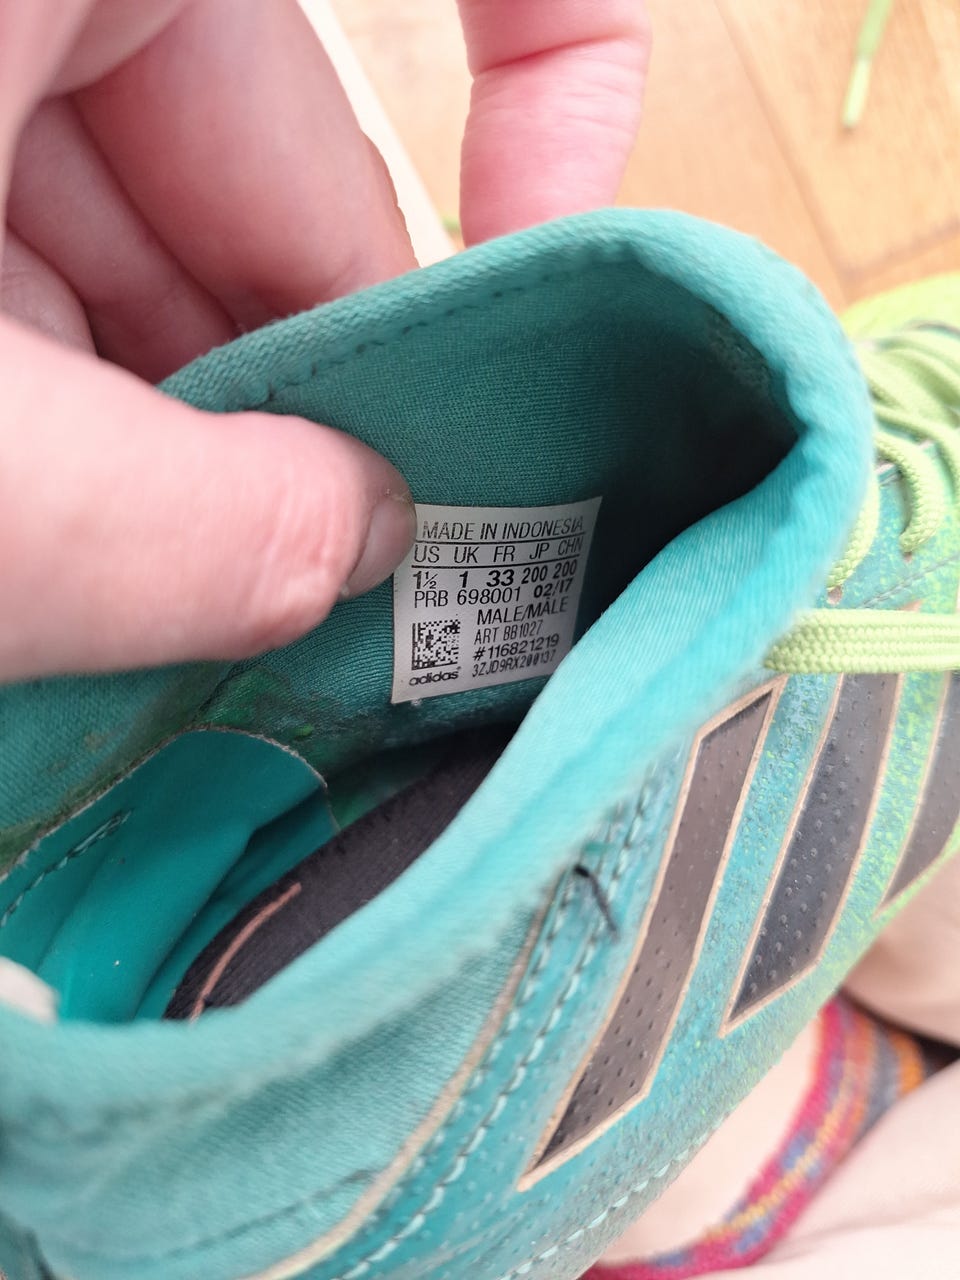 MADE IN INDONESIA
US UK FR JP CHN
1½ 1 33 200 200
PRB 698001 02/17
MALE/MÂLE
ART BB1027
#116821219
3ZJD9RX200137
adidas